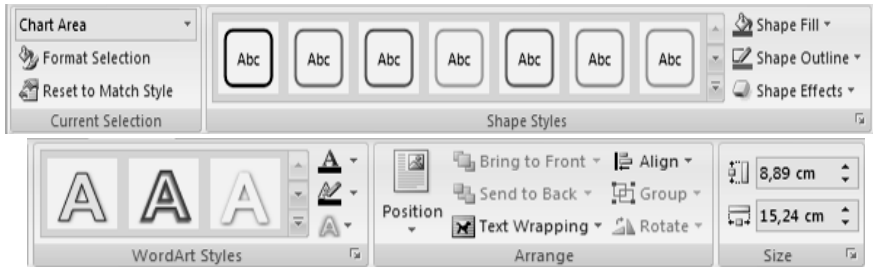 Chart Area
Format Selection
Reset to Match Style
Current Selection
Abc Abc Abc Abc Abc Abc Abc
Shape Fill
Shape Outline
Shape Effects
Shape Styles
A A A
A
A
WordArt Styles
Position
Bring to Front
Send to Back
Text Wrapping
Align
Group
Rotate
Arrange
8,89 cm
15,24 cm
Size